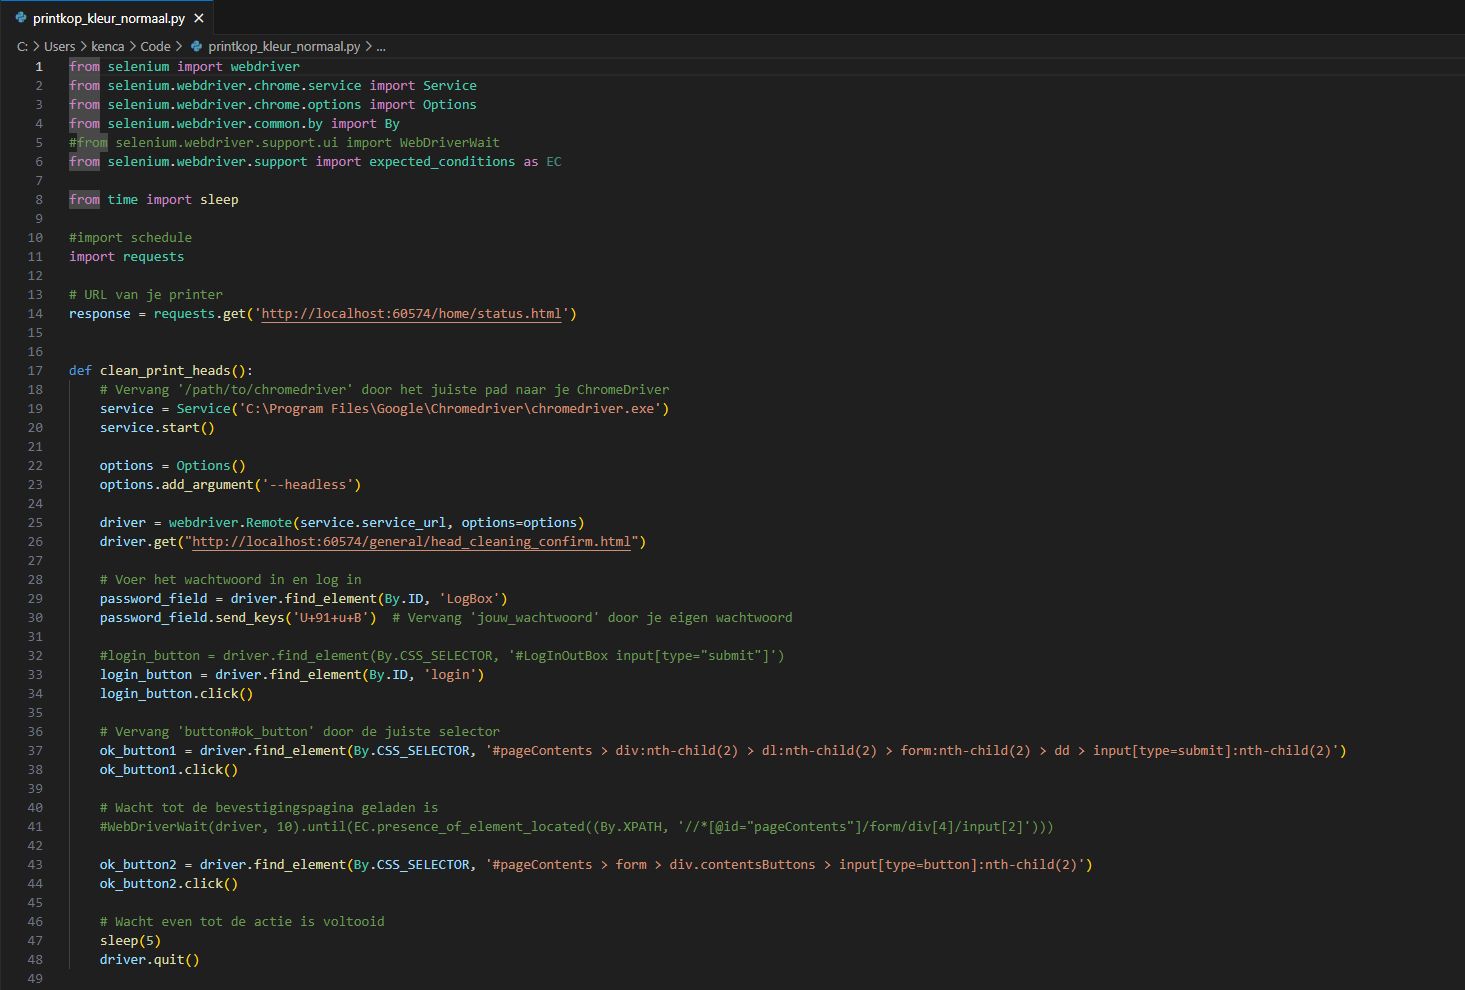 printkop_kleur_normaal.py
C: > Users > kenca > Code > printkop_kleur_normaal.py > ...
1 from selenium import webdriver
2 from selenium.webdriver.chrome.service import Service
3 from selenium.webdriver.chrome.options import Options
4 from selenium.webdriver.common.by import By
5 #from selenium.webdriver.support.ui import WebDriverWait
6 from selenium.webdriver.support import expected_conditions as EC
7
8 from time import sleep
9
10 #import schedule
11 import requests
12
13 # URL van je printer
14 response = requests.get('http://localhost:60574/home/status.html')
15
16
17 def clean_print_heads():
18     # Vervang '/path/to/chromedriver' door het juiste pad naar je ChromeDriver
19     service = Service('C:\Program Files\Google\Chromedriver\chromedriver.exe')
20     service.start()
21
22     options = Options()
23     options.add_argument('--headless')
24
25     driver = webdriver.Remote(service.service_url, options=options)
26     driver.get("http://localhost:60574/general/head_cleaning_confirm.html")
27
28     # Voer het wachtwoord in en log in
29     password_field = driver.find_element(By.ID, 'LogBox')
30     password_field.send_keys('U+91+u+B')  # Vervang 'jouw_wachtwoord' door je eigen wachtwoord
31
32     #login_button = driver.find_element(By.CSS_SELECTOR, '#LogInOutBox input[type="submit"]')
33     login_button = driver.find_element(By.ID, 'login')
34     login_button.click()
35
36     # Vervang 'button#ok_button' door de juiste selector
37     ok_button1 = driver.find_element(By.CSS_SELECTOR, '#pageContents > div:nth-child(2) > dl:nth-child(2) > form:nth-child(2) > dd > input[type=submit]:nth-child(2)')
38     ok_button1.click()
39
40     # Wacht tot de bevestigingspagina geladen is
41     #WebDriverWait(driver, 10).until(EC.presence_of_element_located((By.XPATH, '//*[@id="pageContents"]/form/div[4]/input[2]')))
42
43     ok_button2 = driver.find_element(By.CSS_SELECTOR, '#pageContents > form > div.contentsButtons > input[type=button]:nth-child(2)')
44     ok_button2.click()
45
46     # Wacht even tot de actie is voltooid
47     sleep(5)
48     driver.quit()
49